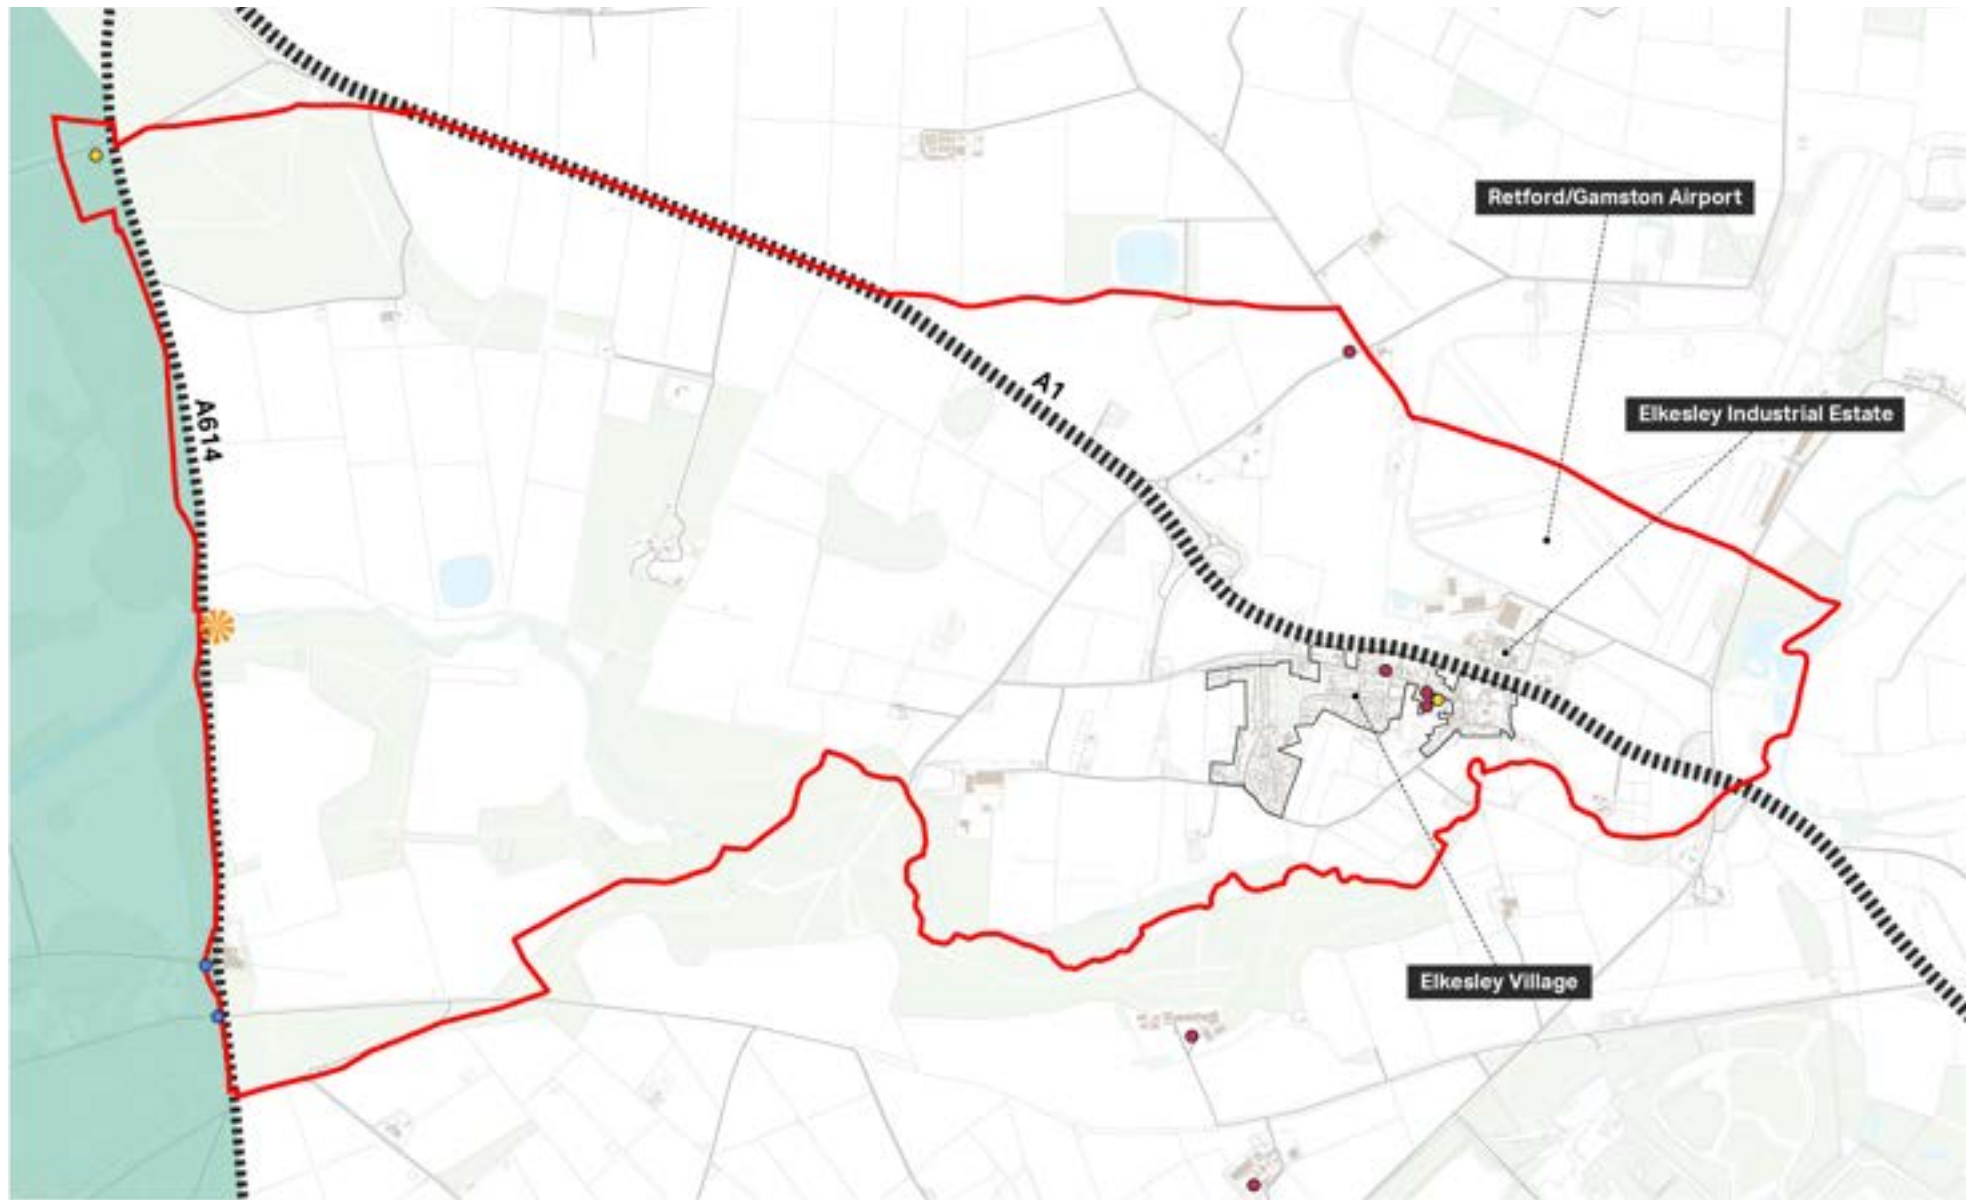 Retford/Gamston Airport
A1
Elkesley Industrial Estate
A614
Elkesley Village